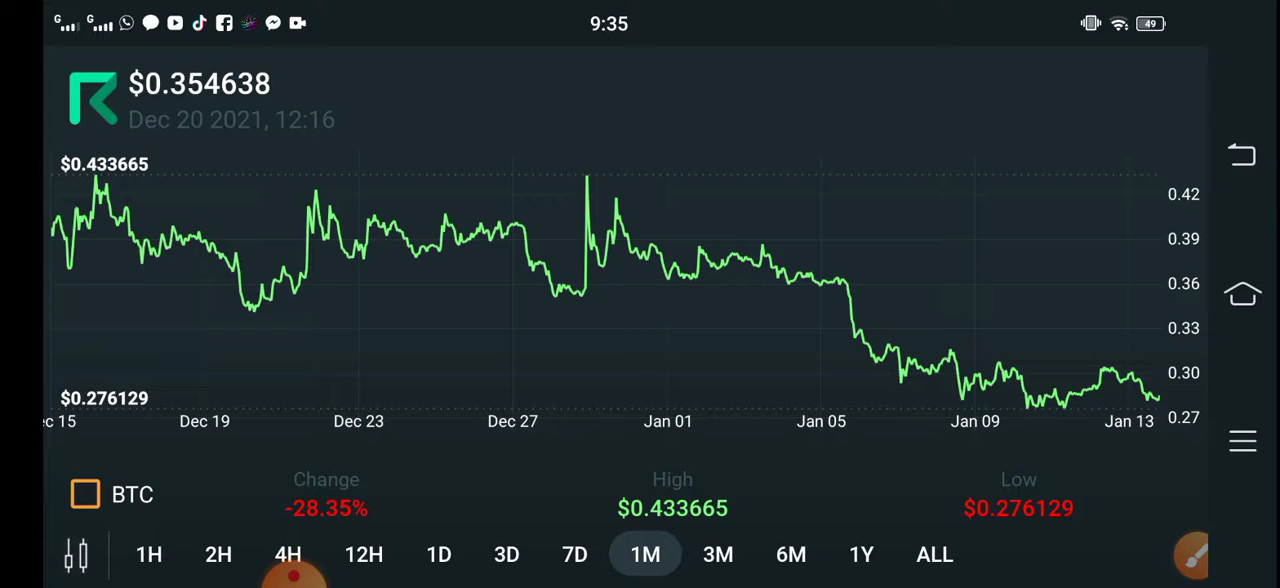 G G 9:35 49
$0.354638
Dec 20 2021, 12:16
$0.433665
0.42
0.39
0.36
0.33
0.30
$0.276129
0.27
c 15 Dec 19 Dec 23 Dec 27 Jan 01 Jan 05 Jan 09 Jan 13
Change High Low
BTC
-28.35% $0.433665 $0.276129
1H 2H 4H 12H 1D 3D 7D 1M 3M 6M 1Y ALL